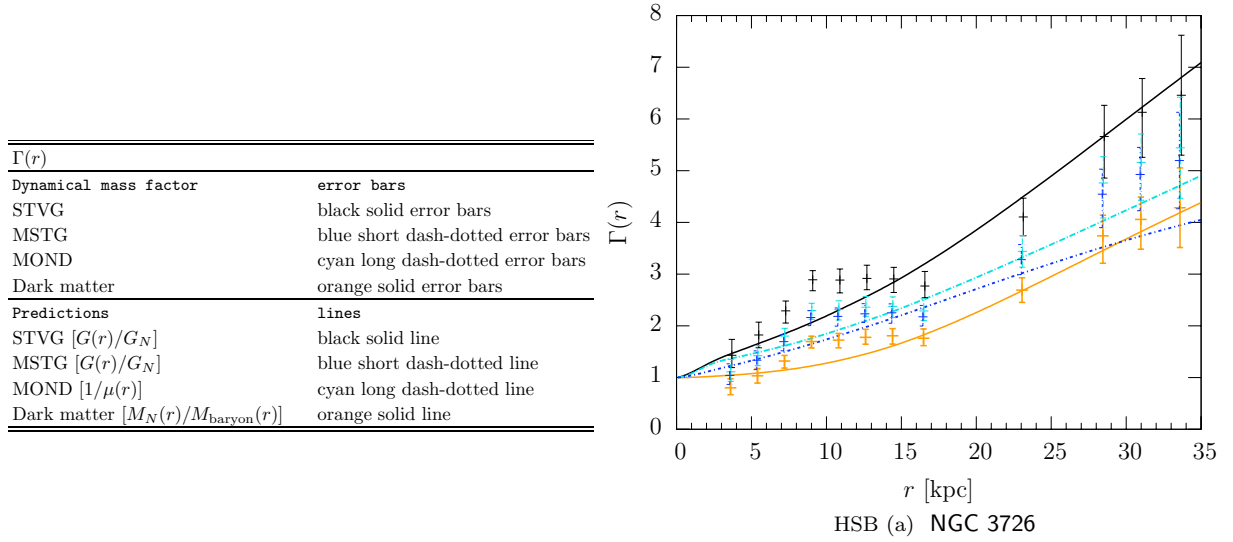 Γ(r)
Dynamical mass factor error bars
STVG black solid error bars
MSTG blue short dash-dotted error bars
MOND cyan long dash-dotted error bars
Dark matter orange solid error bars
Predictions lines
STVG [G(r)/G_N] black solid line
MSTG [G(r)/G_N] blue short dash-dotted line
MOND [1/μ(r)] cyan long dash-dotted line
Dark matter [M_N(r)/M_baryon(r)] orange solid line
8
7
6
5
4
3
2
1
0
Γ(r)
0 5 10 15 20 25 30 35
r [kpc]
HSB (a) NGC 3726